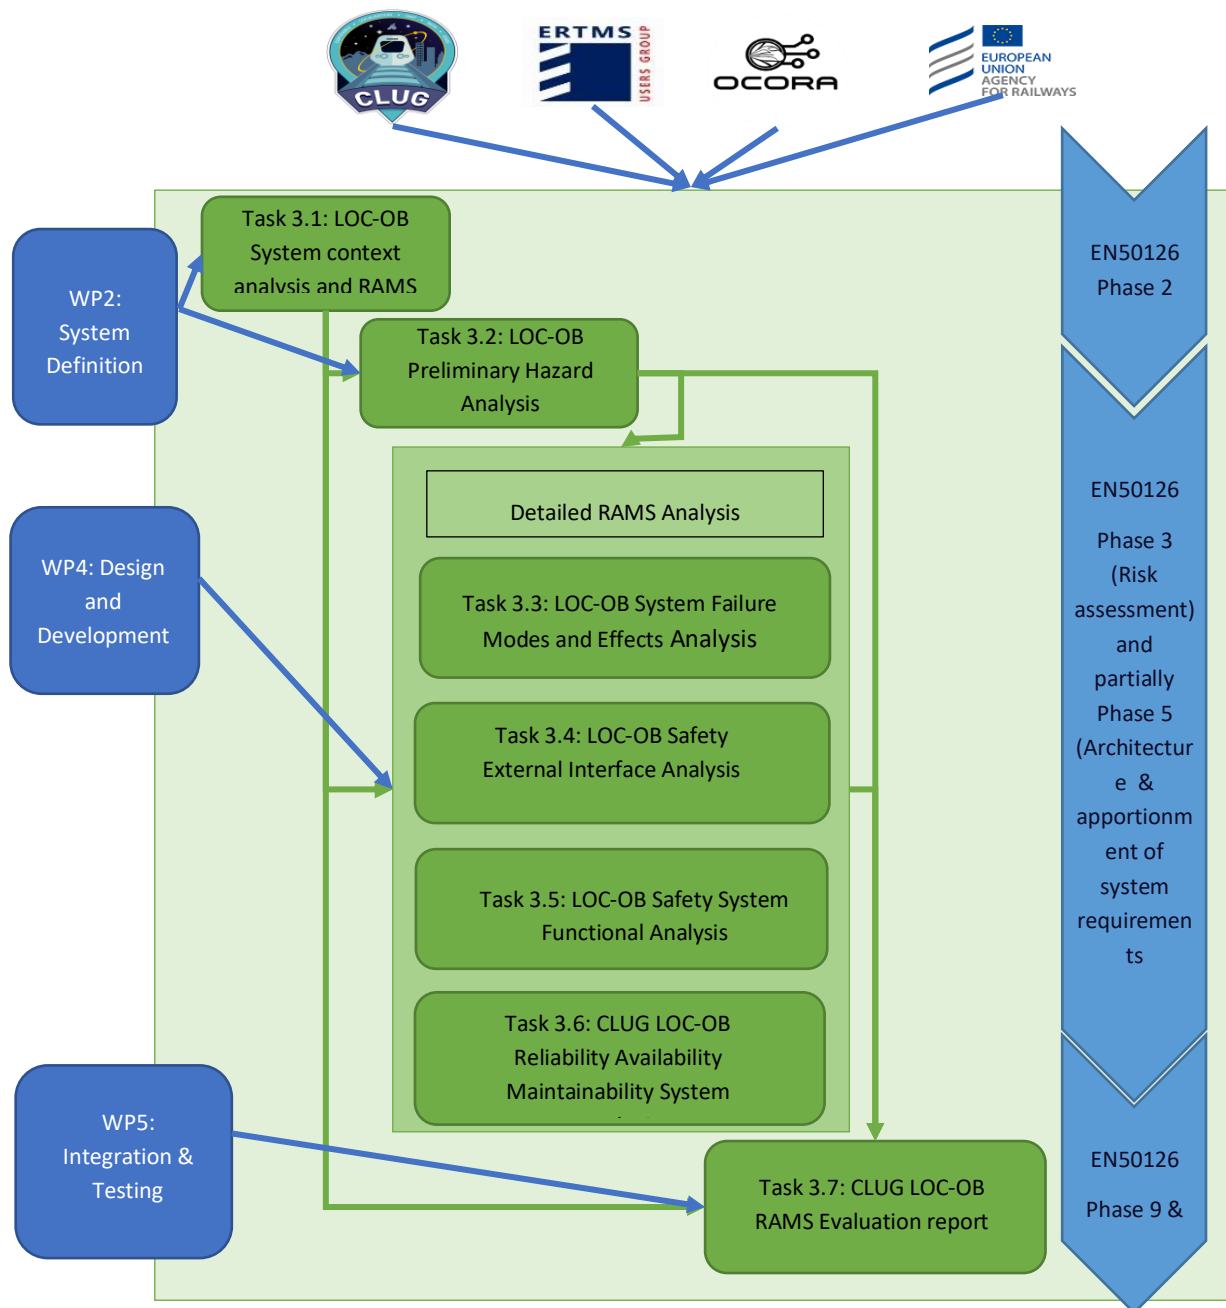 CLUG
ERTMS
USERS GROUP
OCORA
EUROPEAN
UNION
AGENCY
FOR RAILWAYS
Task 3.1: LOC-OB
System context
analysis and RAMS
WP2:
System
Definition
EN50126
Phase 2
Task 3.2: LOC-OB
Preliminary Hazard
Analysis
Detailed RAMS Analysis
WP4: Design
and
Development
Task 3.3: LOC-OB System Failure
Modes and Effects Analysis
Task 3.4: LOC-OB Safety
External Interface Analysis
Task 3.5: LOC-OB Safety System
Functional Analysis
Task 3.6: CLUG LOC-OB
Reliability Availability
Maintainability System
EN50126
Phase 3
(Risk
assessment)
and
partially
Phase 5
(Architectur
e &
apportionm
ent of
system
requiremen
ts
WP5:
Integration &
Testing
Task 3.7: CLUG LOC-OB
RAMS Evaluation report
EN50126
Phase 9 &